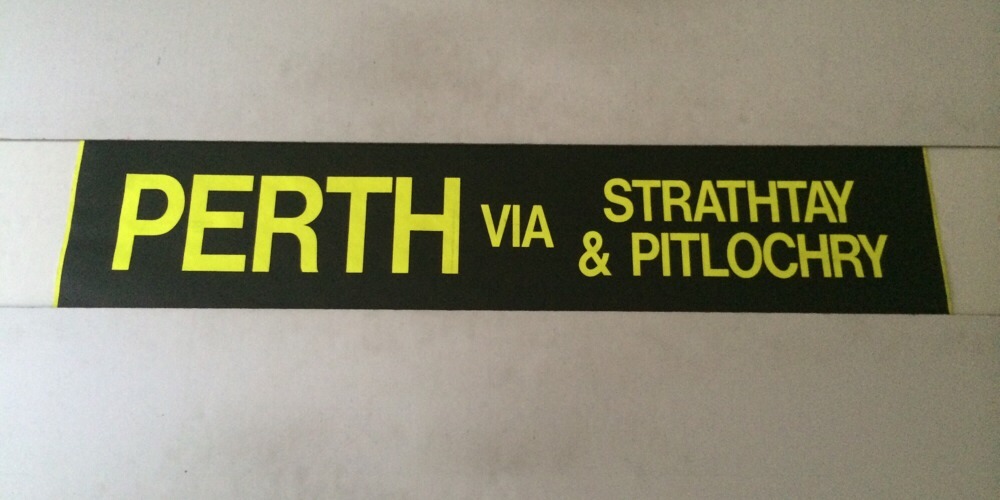 PERTH VIA STRATHTAY
& PITLOCHRY